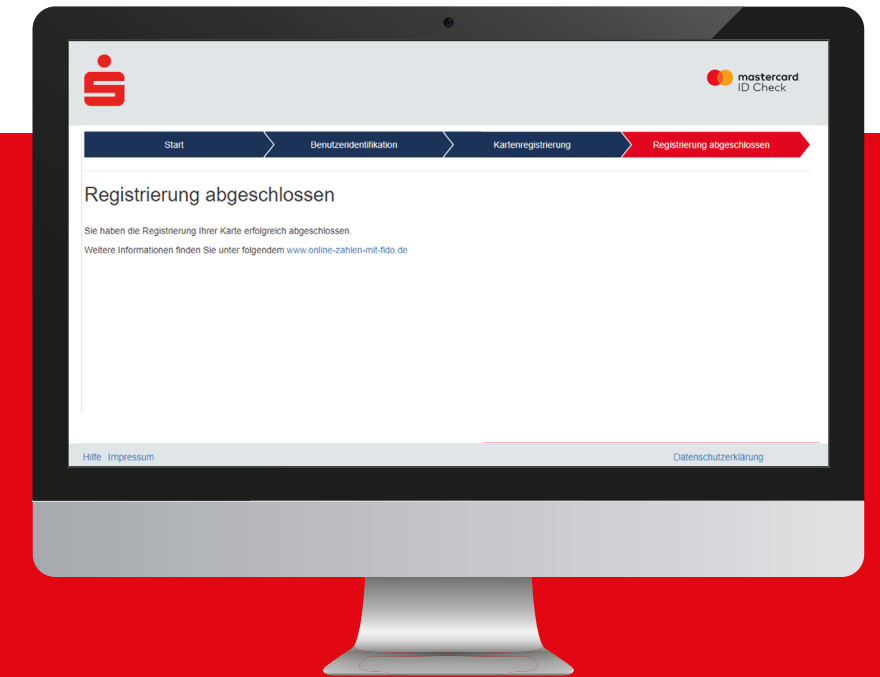 mastercard.
ID Check
Start
Benutzeridentifikation
Kartenregistrierung
Registrierung abgeschlossen
Registrierung abgeschlossen
Sie haben die Registrierung Ihrer Karte erfolgreich abgeschlossen.
Weitere Informationen finden Sie unter folgendem www.online-zahlen-mit-fido.de
Hilfe Impressum
Datenschutzerklärung